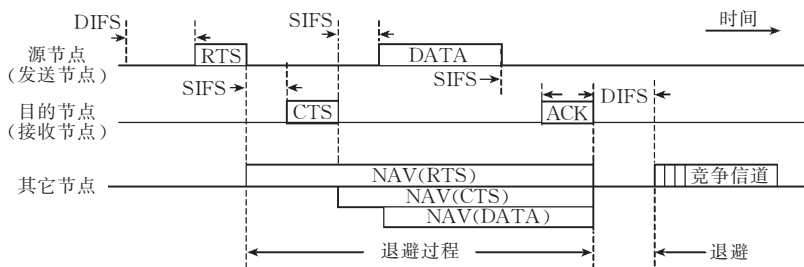 DIFS
SIFS
时间
源节点
(发送节点)
RTS
DATA
SIFS
SIFS
目的节点
(接收节点)
CTS
ACK
DIFS
其它节点
NAV(RTS)
竞争信道
NAV(CTS)
NAV(DATA)
退避过程
退避